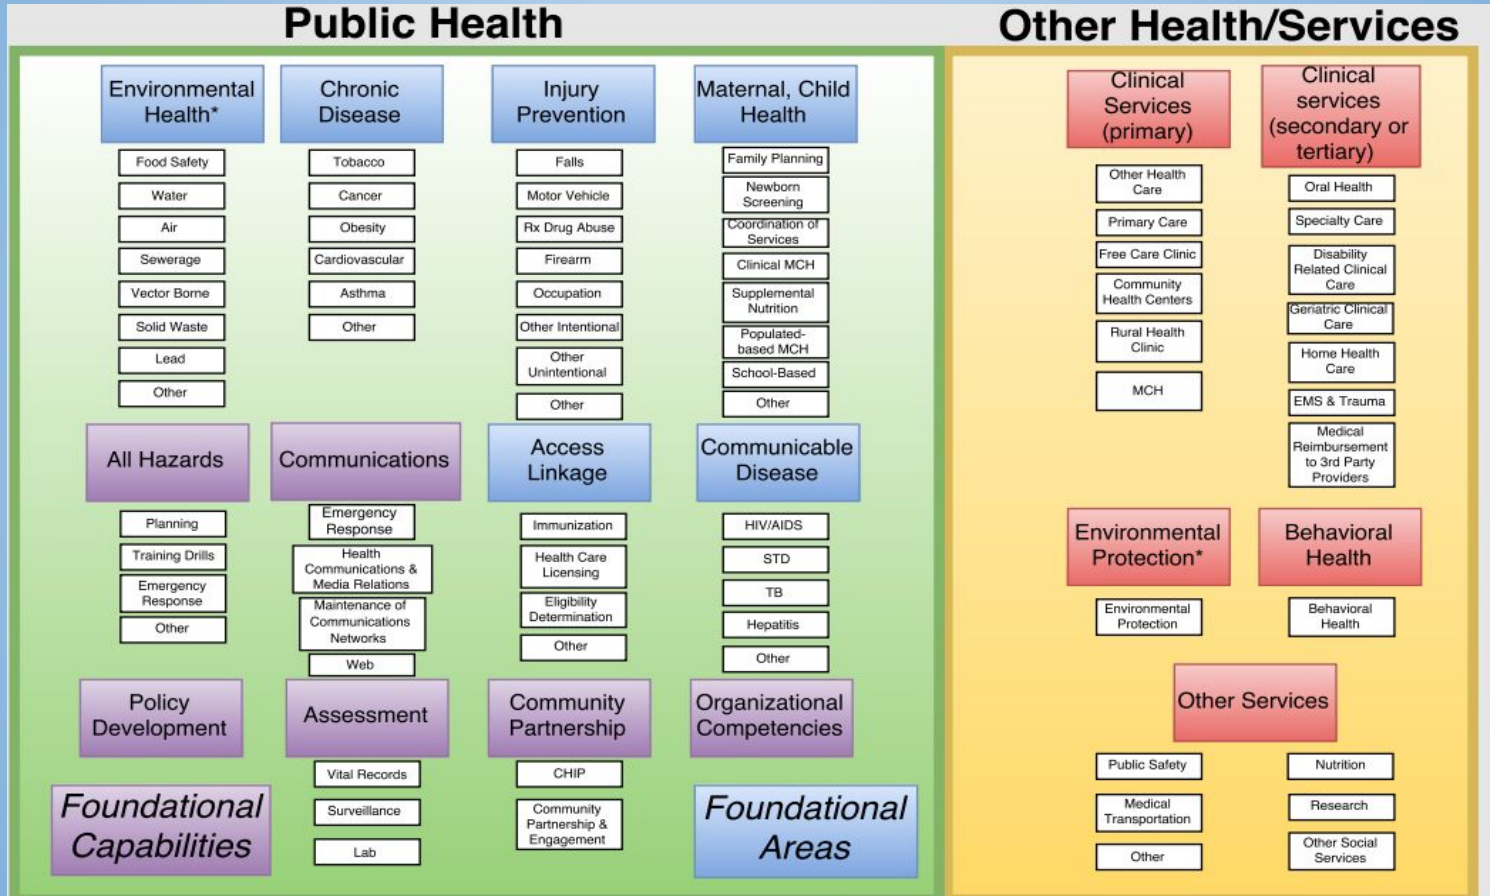 Public Health
Environmental
Health*
Food Safety
Water
Air
Sewerage
Vector Borne
Solid Waste
Lead
Other
Chronic
Disease
Tobacco
Cancer
Obesity
Cardiovascular
Asthma
Other
Injury
Prevention
Falls
Motor Vehicle
Rx Drug Abuse
Firearm
Occupation
Other Intentional
Other
Unintentional
Other
Maternal, Child
Health
Family Planning
Newborn
Screening
Coordination of
Services
Clinical MCH
Supplemental
Nutrition
Populated-
based MCH
School-Based
Other
All Hazards
Planning
Training Drills
Emergency
Response
Other
Communications
Emergency
Response
Health
Communications &
Media Relations
Maintenance of
Communications
Networks
Web
Access
Linkage
Immunization
Health Care
Licensing
Eligibility
Determination
Other
Communicable
Disease
HIV/AIDS
STD
TB
Hepatitis
Other
Policy
Development
Assessment
Vital Records
Surveillance
Lab
Community
Partnership
CHIP
Community
Partnership &
Engagement
Organizational
Competencies
Foundational
Capabilities
Foundational
Areas
Other Health/Services
Clinical
Services
(primary)
Other Health
Care
Primary Care
Free Care Clinic
Community
Health Centers
Rural Health
Clinic
MCH
Clinical
services
(secondary or
tertiary)
Oral Health
Specialty Care
Disability
Related Clinical
Care
Geriatric Clinical
Care
Home Health
Care
EMS & Trauma
Medical
Reimbursement
to 3rd Party
Providers
Environmental
Protection*
Environmental
Protection
Behavioral
Health
Behavioral
Health
Other Services
Public Safety
Medical
Transportation
Other
Nutrition
Research
Other Social
Services